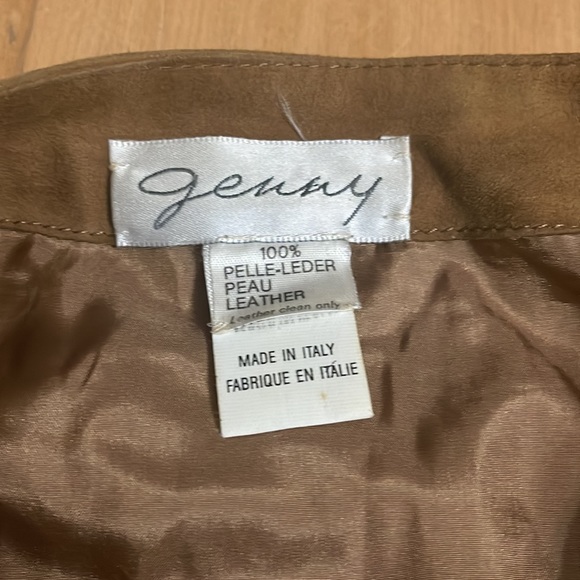 genny
100%
PELLE-LEDER
PEAU
LEATHER
Leather clean only
MADE IN ITALY
FABRIQUE EN ITALIE